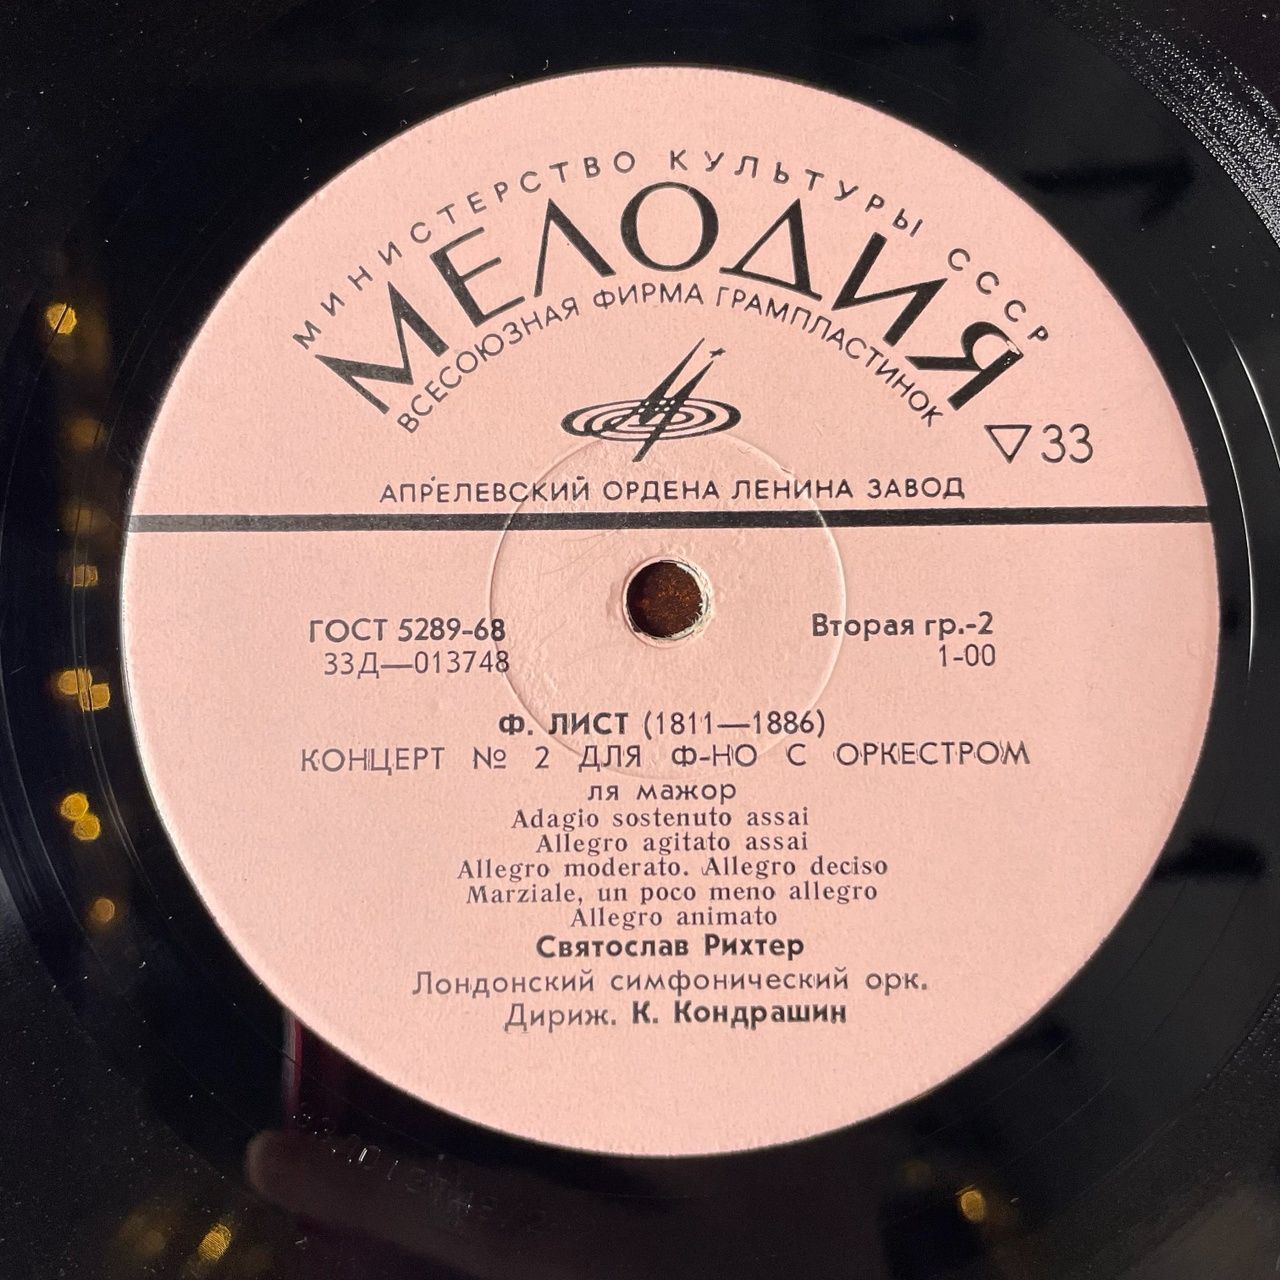 МИНИСТЕРСТВО КУЛЬТУРЫ СССР
МЕЛОДИЯ
ВСЕСОЮЗНАЯ ФИРМА ГРАМПЛАСТИНОК
▽33
АПРЕЛЕВСКИЙ ОРДЕНА ЛЕНИНА ЗАВОД
ГОСТ 5289-68
Вторая гр.-2
33Д—013748
1-00
Ф. ЛИСТ (1811—1886)
КОНЦЕРТ № 2 ДЛЯ Ф-НО С ОРКЕСТРОМ
ля мажор
Adagio sostenuto assai
Allegro agitato assai
Allegro moderato. Allegro deciso
Marziale, un poco meno allegro
Allegro animato
Святослав Рихтер
Лондонский симфонический орк.
Дириж. К. Кондрашин